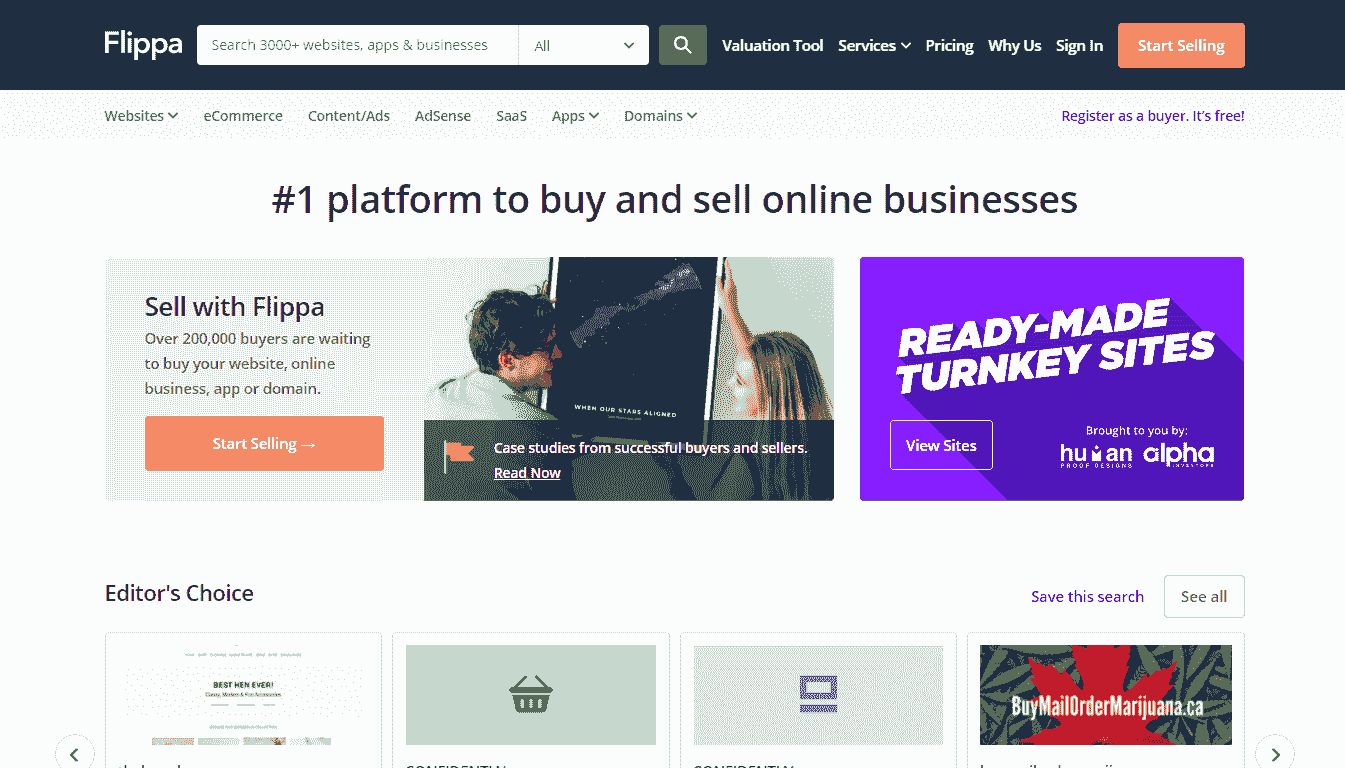 Flippa
Search 3000+ websites, apps & businesses
All
Valuation Tool
Services
Pricing
Why Us
Sign In
Start Selling
Websites
eCommerce
Content/Ads
AdSense
SaaS
Apps
Domains
Register as a buyer. It's free!
#1 platform to buy and sell online businesses
Sell with Flippa
Over 200,000 buyers are waiting
to buy your website, online
business, app or domain.
Start Selling →
WHEN OUR STARS ALIGNED
Case studies from successful buyers and sellers.
Read Now
READY-MADE
TURNKEY SITES
View Sites
Brought to you by:
human
PROOF DESIGNS
alpha
INVESTORS
Editor's Choice
Save this search
See all
BEST MEN EVER!
Classy, Modern & Fun Accessories
BuyMailOrderMarijuana.ca